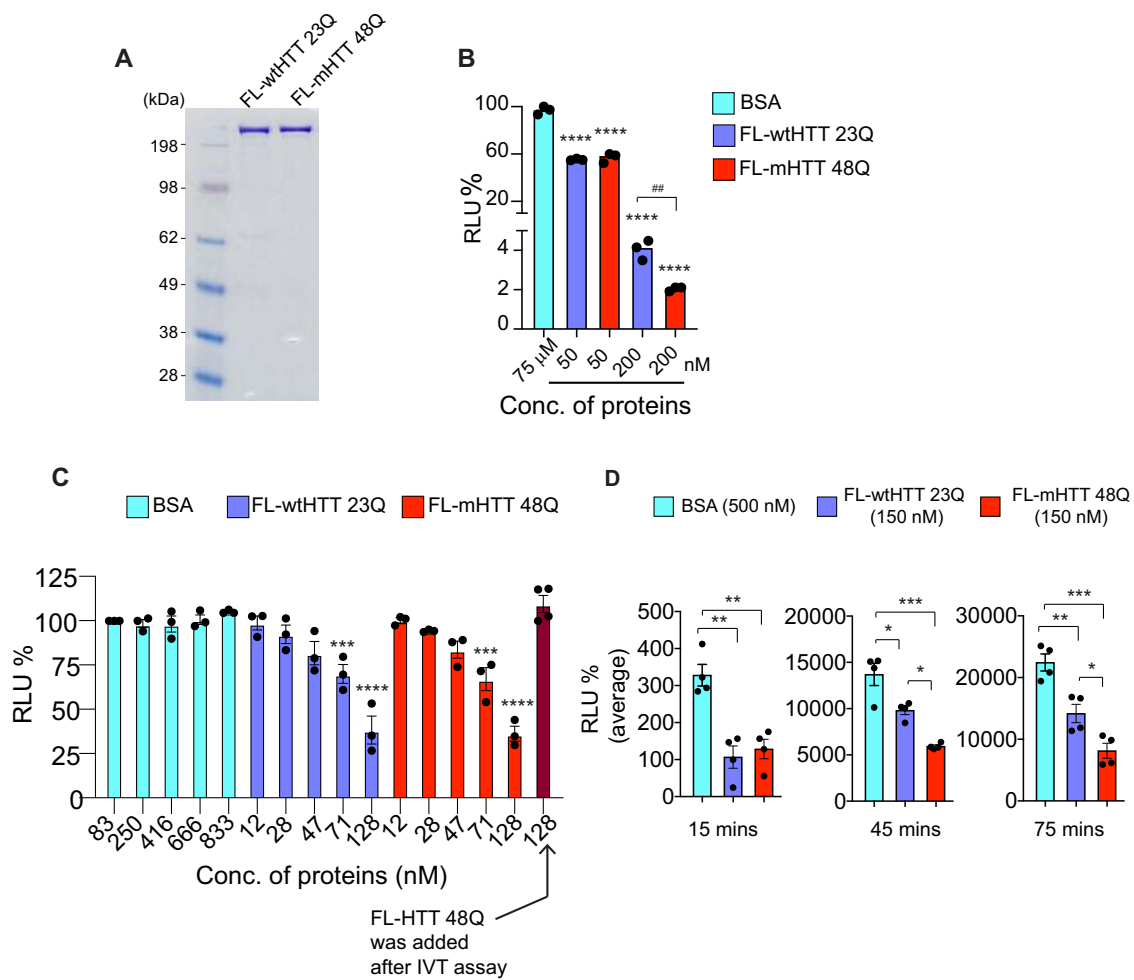 A
FL-wtHTT 23Q
FL-mHTT 48Q
(kDa)
198
98
62
49
38
28
B
BSA
FL-wtHTT 23Q
FL-mHTT 48Q
RLU %
100
60
20
4
2
0
****
****
****
##
****
75 µM
50
50
200
200
nM
Conc. of proteins
C
BSA
FL-wtHTT 23Q
FL-mHTT 48Q
RLU %
125
100
75
50
25
0
***
****
***
****
83
250
416
666
833
12
28
47
71
128
12
28
47
71
128
128
Conc. of proteins (nM)
FL-HTT 48Q
was added
after IVT assay
D
BSA (500 nM)
FL-wtHTT 23Q
(150 nM)
FL-mHTT 48Q
(150 nM)
RLU %
(average)
500
400
300
200
100
0
**
**
15 mins
20000
15000
10000
5000
0
***
*
*
45 mins
30000
20000
10000
0
***
**
*
75 mins